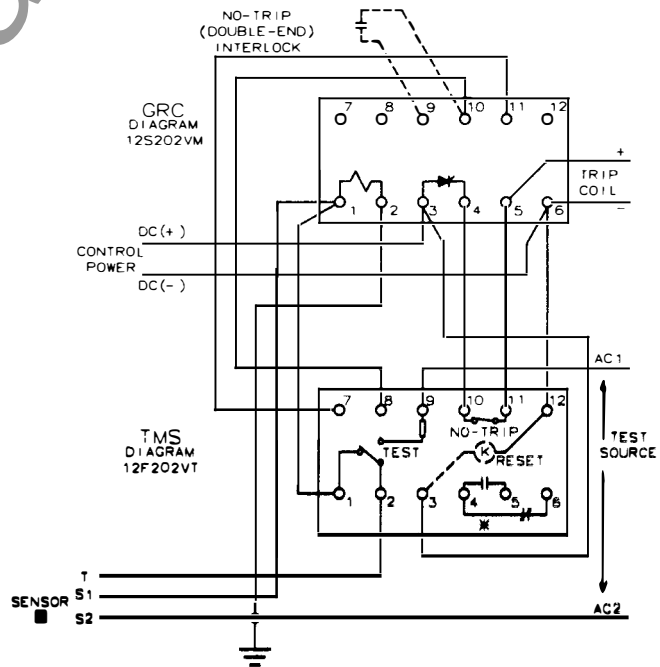 NO-TRIP
(DOUBLE-END)
INTERLOCK
GRC
DIAGRAM
12S202VM
7 8 9 10 11 12
+
TRIP
COIL
-
1 2 3 4 5 6
DC(+)
CONTROL
POWER
DC(-)
AC1
7 8 9 10 11 12
NO-TRIP
TMS
DIAGRAM
12F202VT
TEST
K
RESET
TEST
SOURCE
1 2 3 4 5 6
T
SENSOR S1
S2
AC2